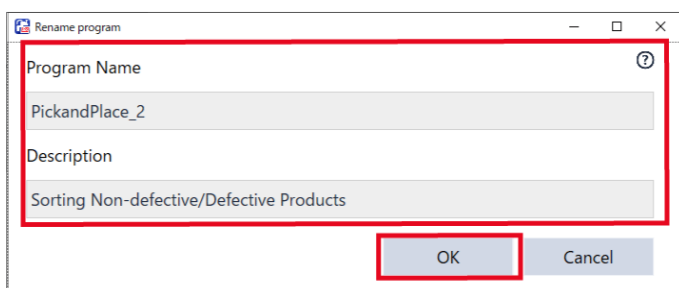 Rename program
Program Name
PickandPlace_2
Description
Sorting Non-defective/Defective Products
OK Cancel